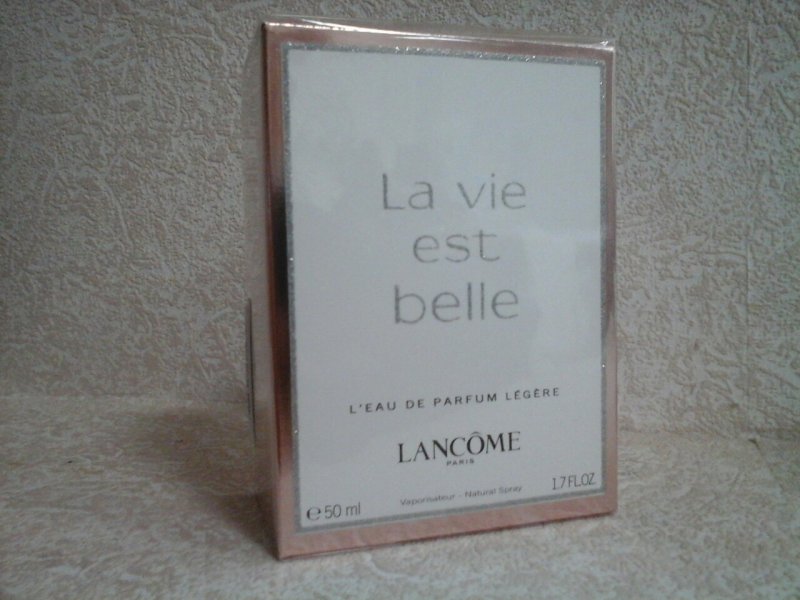 La vie
est
belle
L'EAU DE PARFUM LÉGÈRE
LANCÔME
PARIS
Vaporisateur - Natural Spray
℮ 50 ml
1.7 FL.OZ